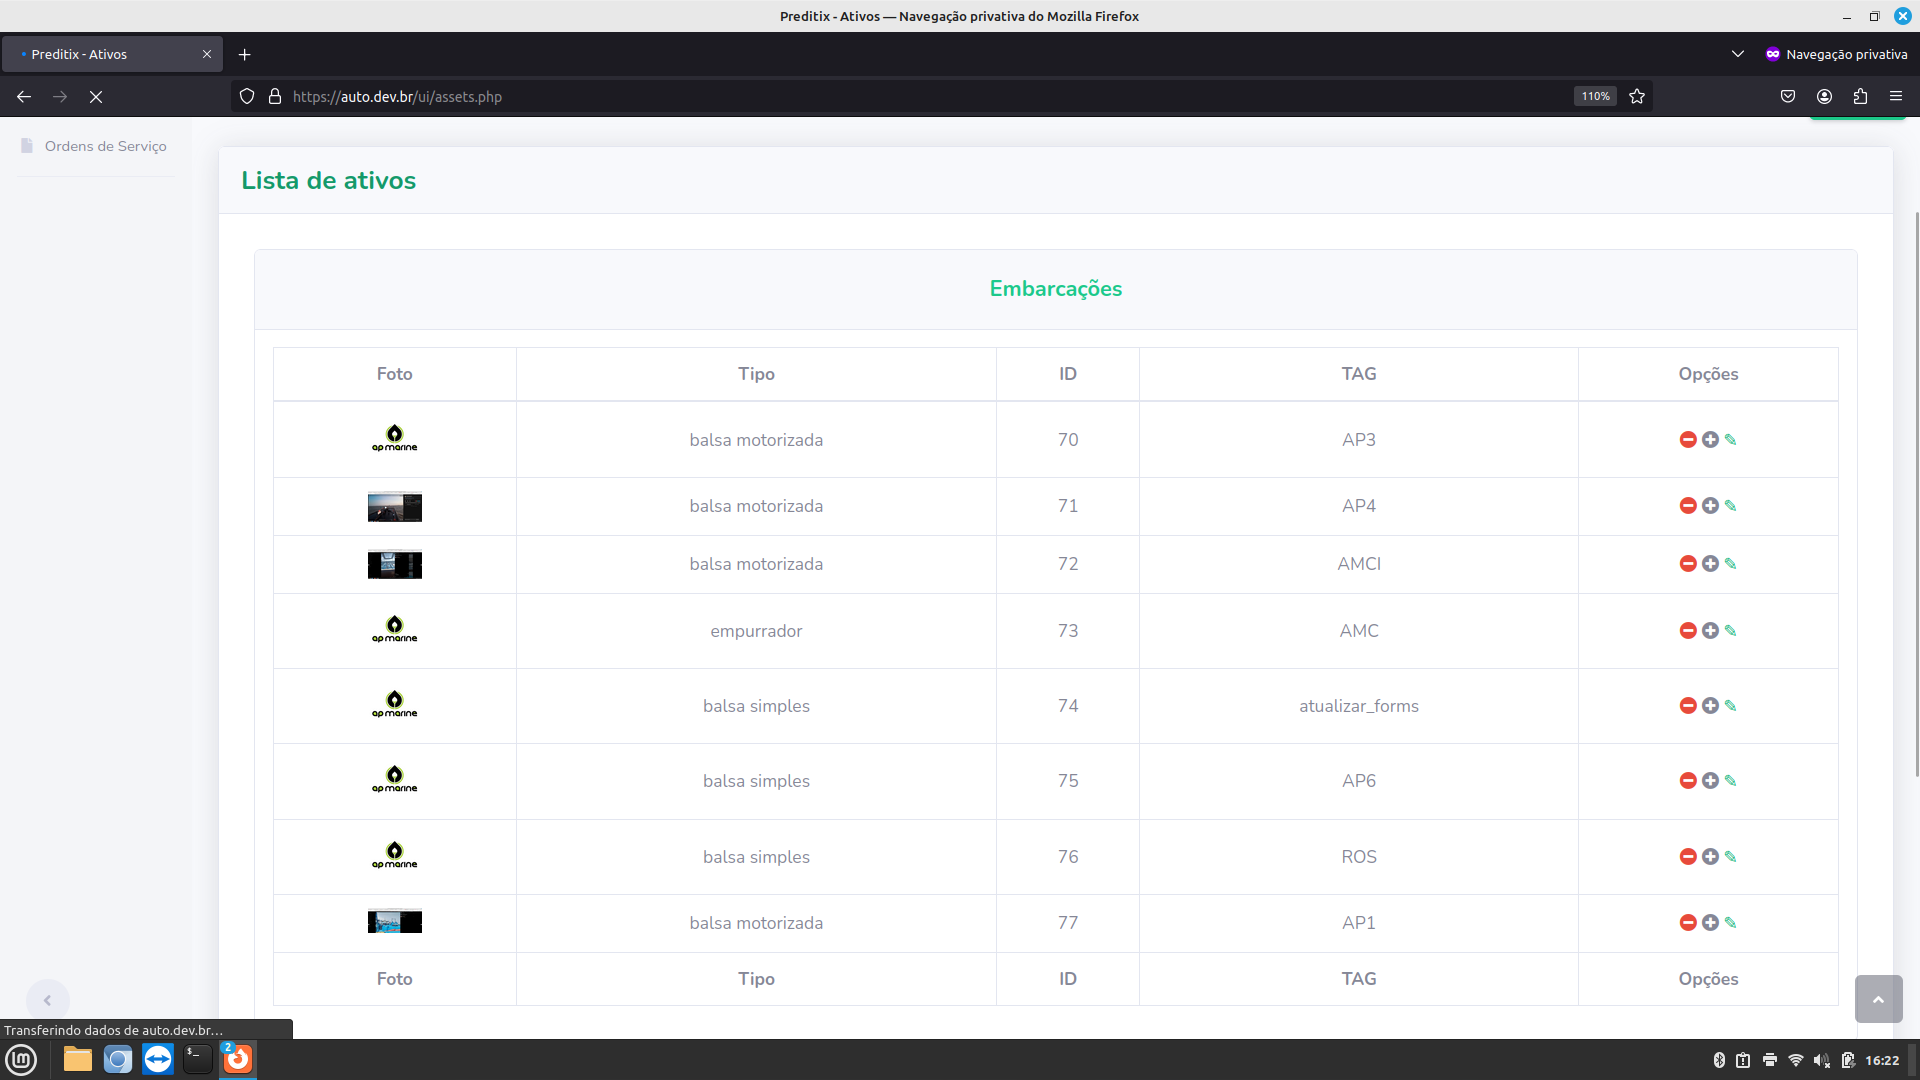 Preditix - Ativos — Navegação privativa do Mozilla Firefox
Preditix - Ativos
Navegação privativa
https://auto.dev.br/ui/assets.php
110%
Ordens de Serviço
Lista de ativos
Embarcações
Foto Tipo ID TAG Opções
ap marine balsa motorizada 70 AP3
balsa motorizada 71 AP4
balsa motorizada 72 AMCI
ap marine empurrador 73 AMC
ap marine balsa simples 74 atualizar_forms
ap marine balsa simples 75 AP6
ap marine balsa simples 76 ROS
balsa motorizada 77 AP1
Foto Tipo ID TAG Opções
Transferindo dados de auto.dev.br…
2
16:22